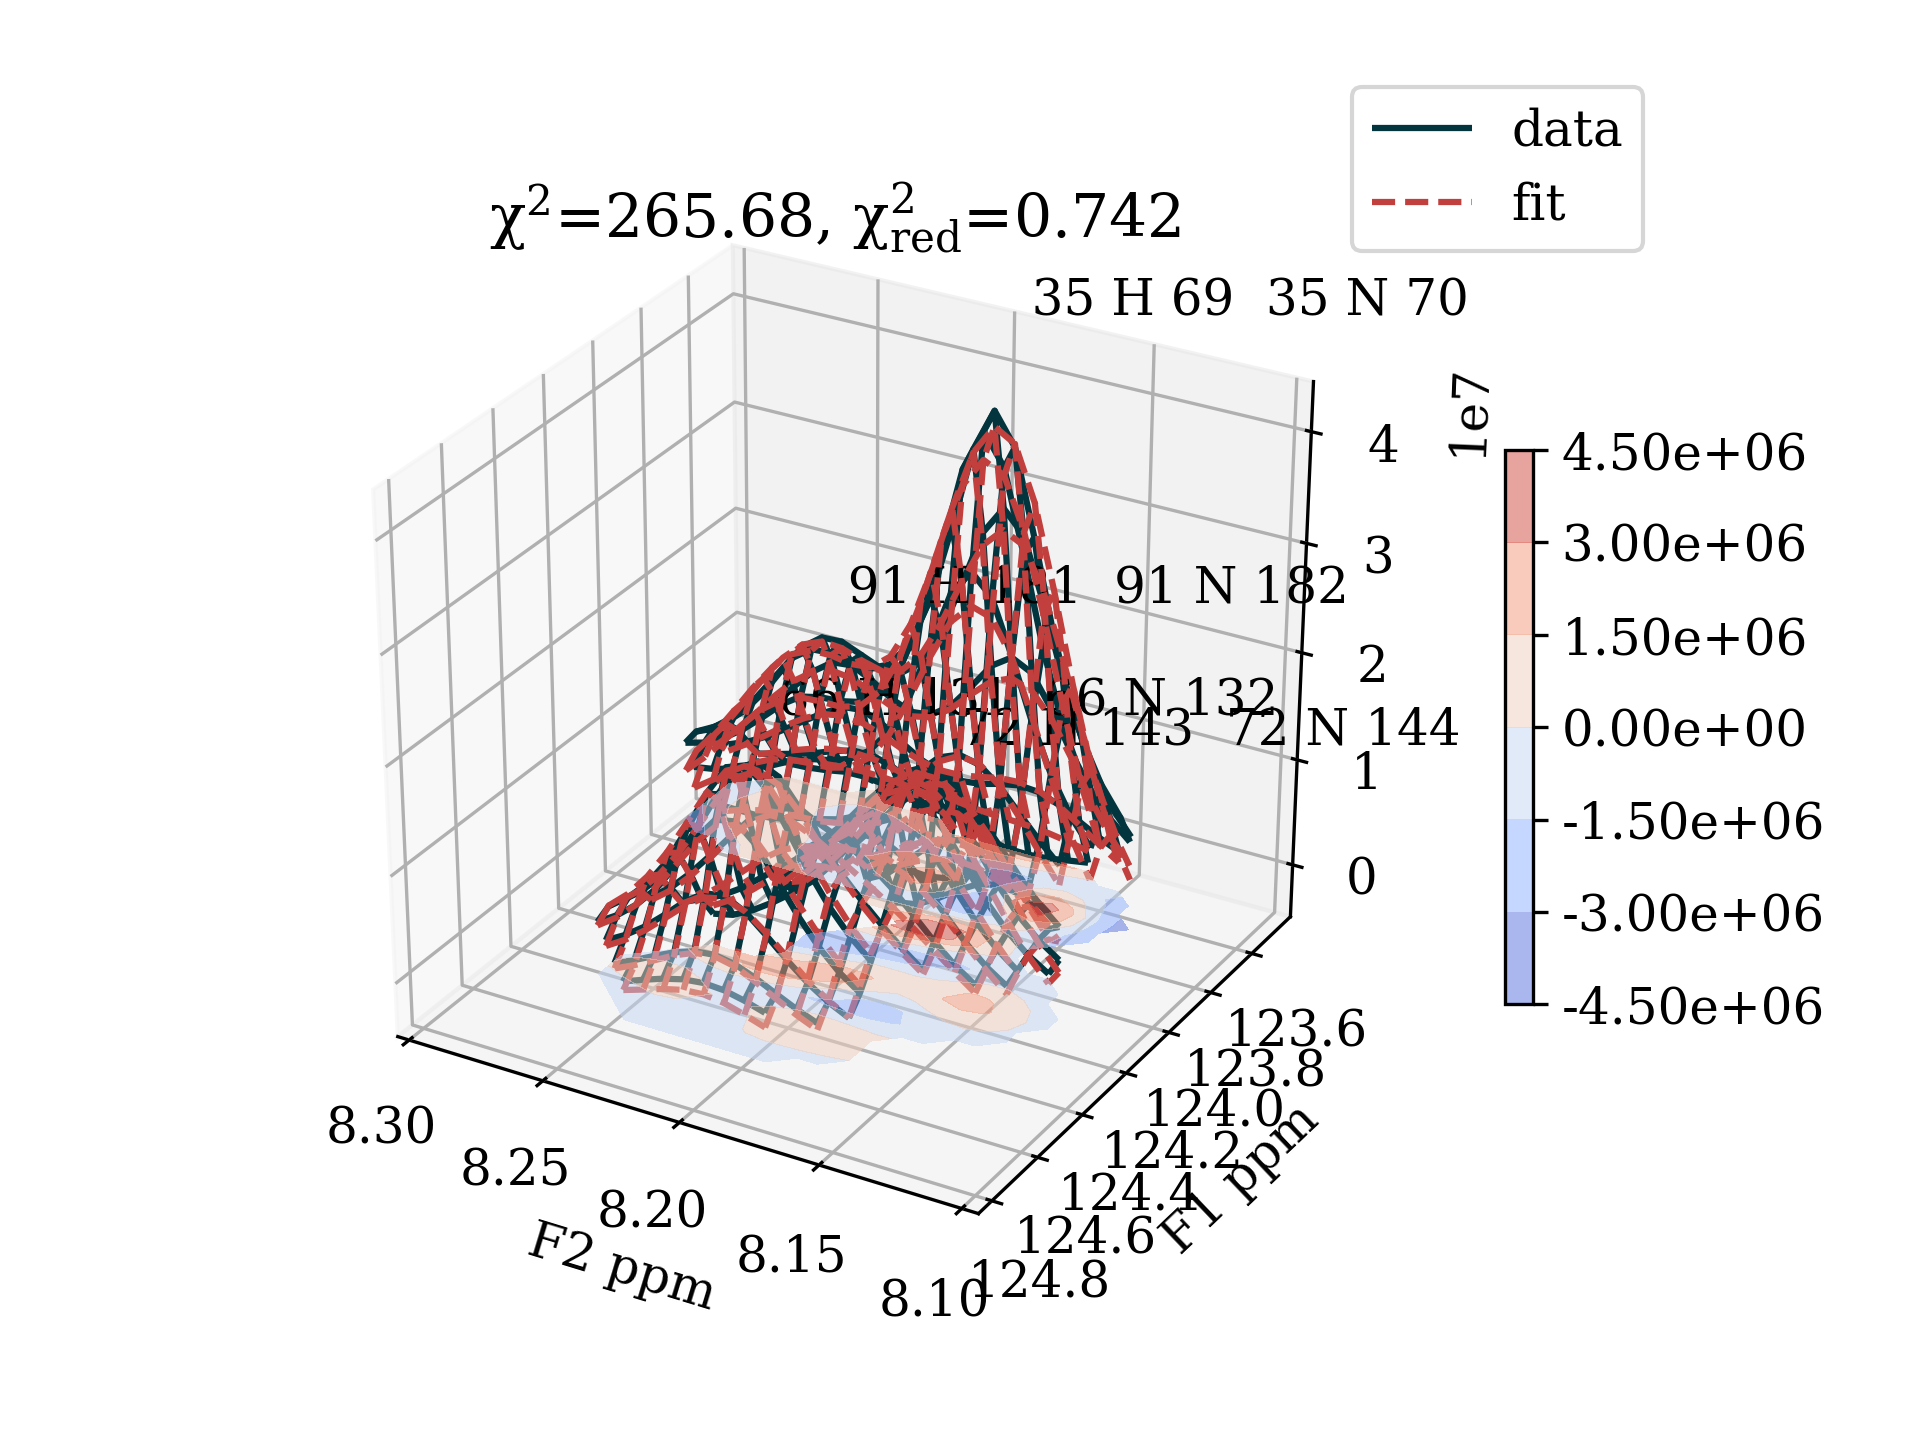 data
fit
χ²=265.68, χ²red=0.742
35 H 69 35 N 70
1e7
4
3
2
1
0
91 H 181 91 N 182
N 132
72 H 143 72 N 144
4.50e+06
3.00e+06
1.50e+06
0.00e+00
-1.50e+06
-3.00e+06
-4.50e+06
123.6
123.8
124.0
124.2
124.4
124.6
124.8
F1 ppm
8.30
8.25
8.20
8.15
8.10
F2 ppm